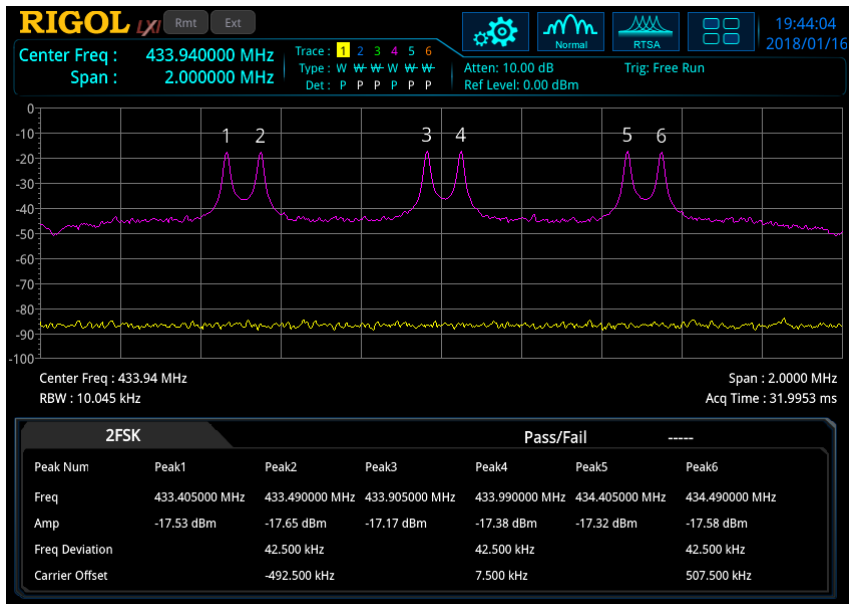 RIGOL LXI Rmt Ext
Center Freq : 433.940000 MHz
Span : 2.000000 MHz
Trace : 1 2 3 4 5 6
Type : W W W W W W
Det : P P P P P P
Normal
RTSA
19:44:04
2018/01/16
Atten: 10.00 dB
Trig: Free Run
Ref Level: 0.00 dBm
0
-10
-20
-30
-40
-50
-60
-70
-80
-90
-100
1 2 3 4 5 6
Center Freq : 433.94 MHz
Span : 2.0000 MHz
RBW : 10.045 kHz
Acq Time : 31.9953 ms
2FSK
Pass/Fail -----
Peak Num Peak1 Peak2 Peak3 Peak4 Peak5 Peak6
Freq 433.405000 MHz 433.490000 MHz 433.905000 MHz 433.990000 MHz 434.405000 MHz 434.490000 MHz
Amp -17.53 dBm -17.65 dBm -17.17 dBm -17.38 dBm -17.32 dBm -17.58 dBm
Freq Deviation 42.500 kHz 42.500 kHz 42.500 kHz
Carrier Offset -492.500 kHz 7.500 kHz 507.500 kHz